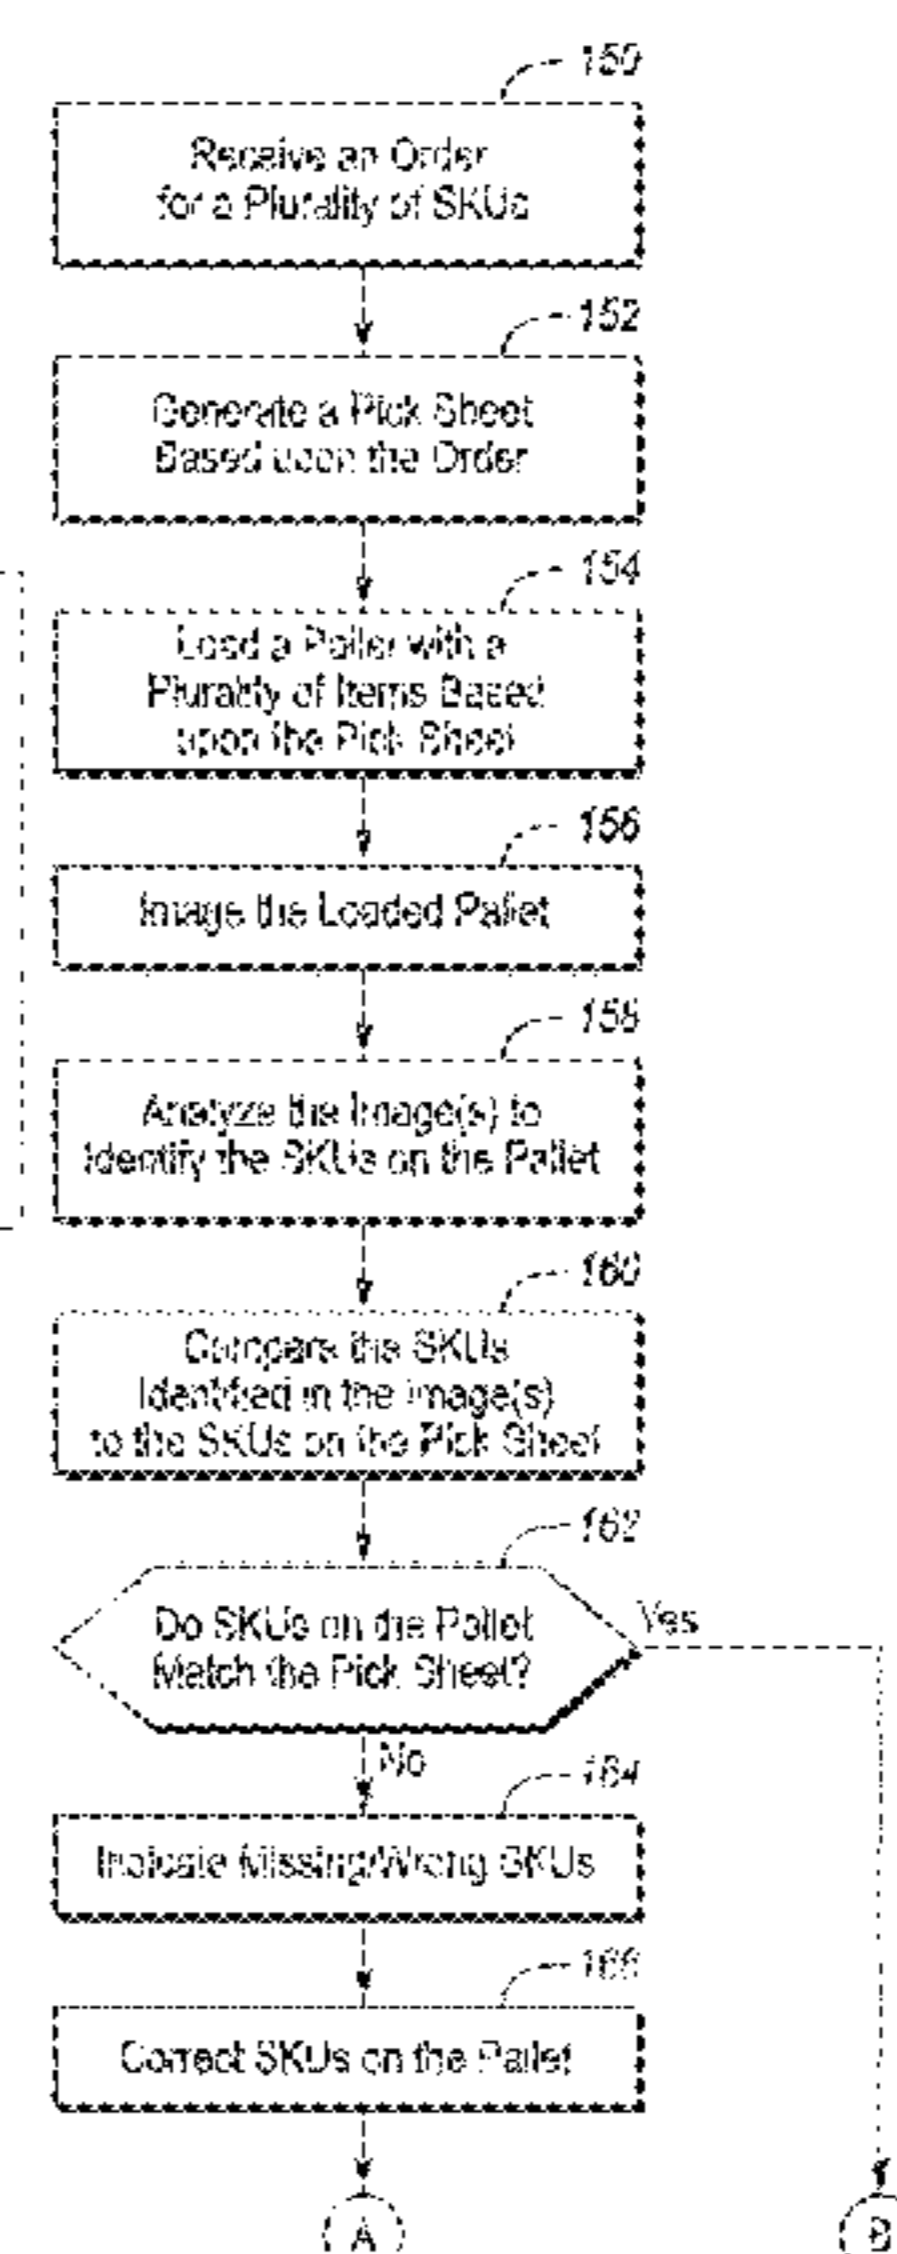 150
Receive an Order
for a Plurality of SKUs
152
Generate a Pick Sheet
Based upon the Order
154
Load a Pallet with a
Plurality of Items Based
upon the Pick Sheet
156
Image the Loaded Pallet
158
Analyze the Image(s) to
Identify the SKUs on the Pallet
160
Compare the SKUs
Identified in the Image(s)
to the SKUs on the Pick Sheet
162
Do SKUs on the Pallet
Match the Pick Sheet?
Yes
No
164
Indicate Missing/Wrong SKUs
166
Correct SKUs on the Pallet
A
B